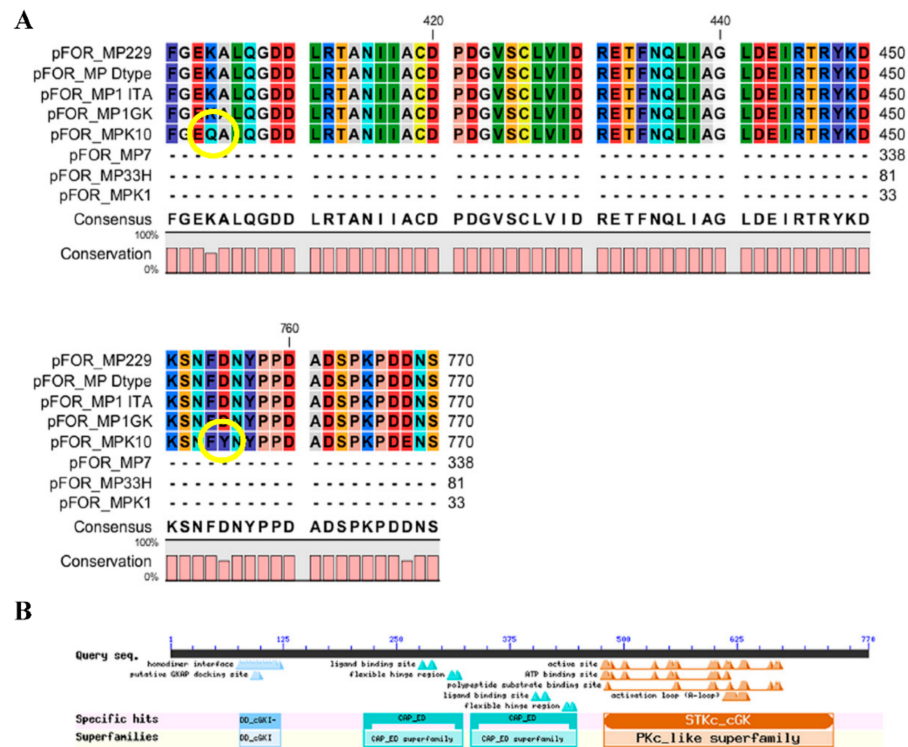 A
420 440
pFOR_MP229 FGEKALQGDD LRTANIIACD PDGVSCLVID RETFNQLIAG LDEIRTRYKD 450
pFOR_MP Dtype FGEKALQGDD LRTANIIACD PDGVSCLVID RETFNQLIAG LDEIRTRYKD 450
pFOR_MP1 ITA FGEKALQGDD LRTANIIACD PDGVSCLVID RETFNQLIAG LDEIRTRYKD 450
pFOR_MP1GK FGEKALQGDD LRTANIIACD PDGVSCLVID RETFNQLIAG LDEIRTRYKD 450
pFOR_MPK10 FGEQALQGDD LRTANIIACD PDGVSCLVID RETFNQLIAG LDEIRTRYKD 450
pFOR_MP7 ---------- ---------- ---------- ---------- ---------- 338
pFOR_MP33H ---------- ---------- ---------- ---------- ---------- 81
pFOR_MPK1 ---------- ---------- ---------- ---------- ---------- 33
Consensus FGEKALQGDD LRTANIIACD PDGVSCLVID RETFNQLIAG LDEIRTRYKD
100%
Conservation
0%
760
pFOR_MP229 KSNFDNYPPD ADSPKPDDNS 770
pFOR_MP Dtype KSNFDNYPPD ADSPKPDDNS 770
pFOR_MP1 ITA KSNFDNYPPD ADSPKPDDNS 770
pFOR_MP1GK KSNFDNYPPD ADSPKPDDNS 770
pFOR_MPK10 KSNFYNYPPD ADSPKPDENS 770
pFOR_MP7 ---------- ---------- 338
pFOR_MP33H ---------- ---------- 81
pFOR_MPK1 ---------- ---------- 33
Consensus KSNFDNYPPD ADSPKPDDNS
100%
Conservation
0%
B
1 125 250 375 500 625 776
Query seq.
homodimer interface ligand binding site active site
putative GKAP docking site flexible hinge region ATP binding site
polypeptide substrate binding site
ligand binding site activation loop (A-loop)
flexible hinge region
Specific hits DD_cGKI- CAP_ED CAP_ED STKc_cGK
Superfamilies DD_cGKI CAP_ED superfamily CAP_ED superfamily PKc_like superfamily